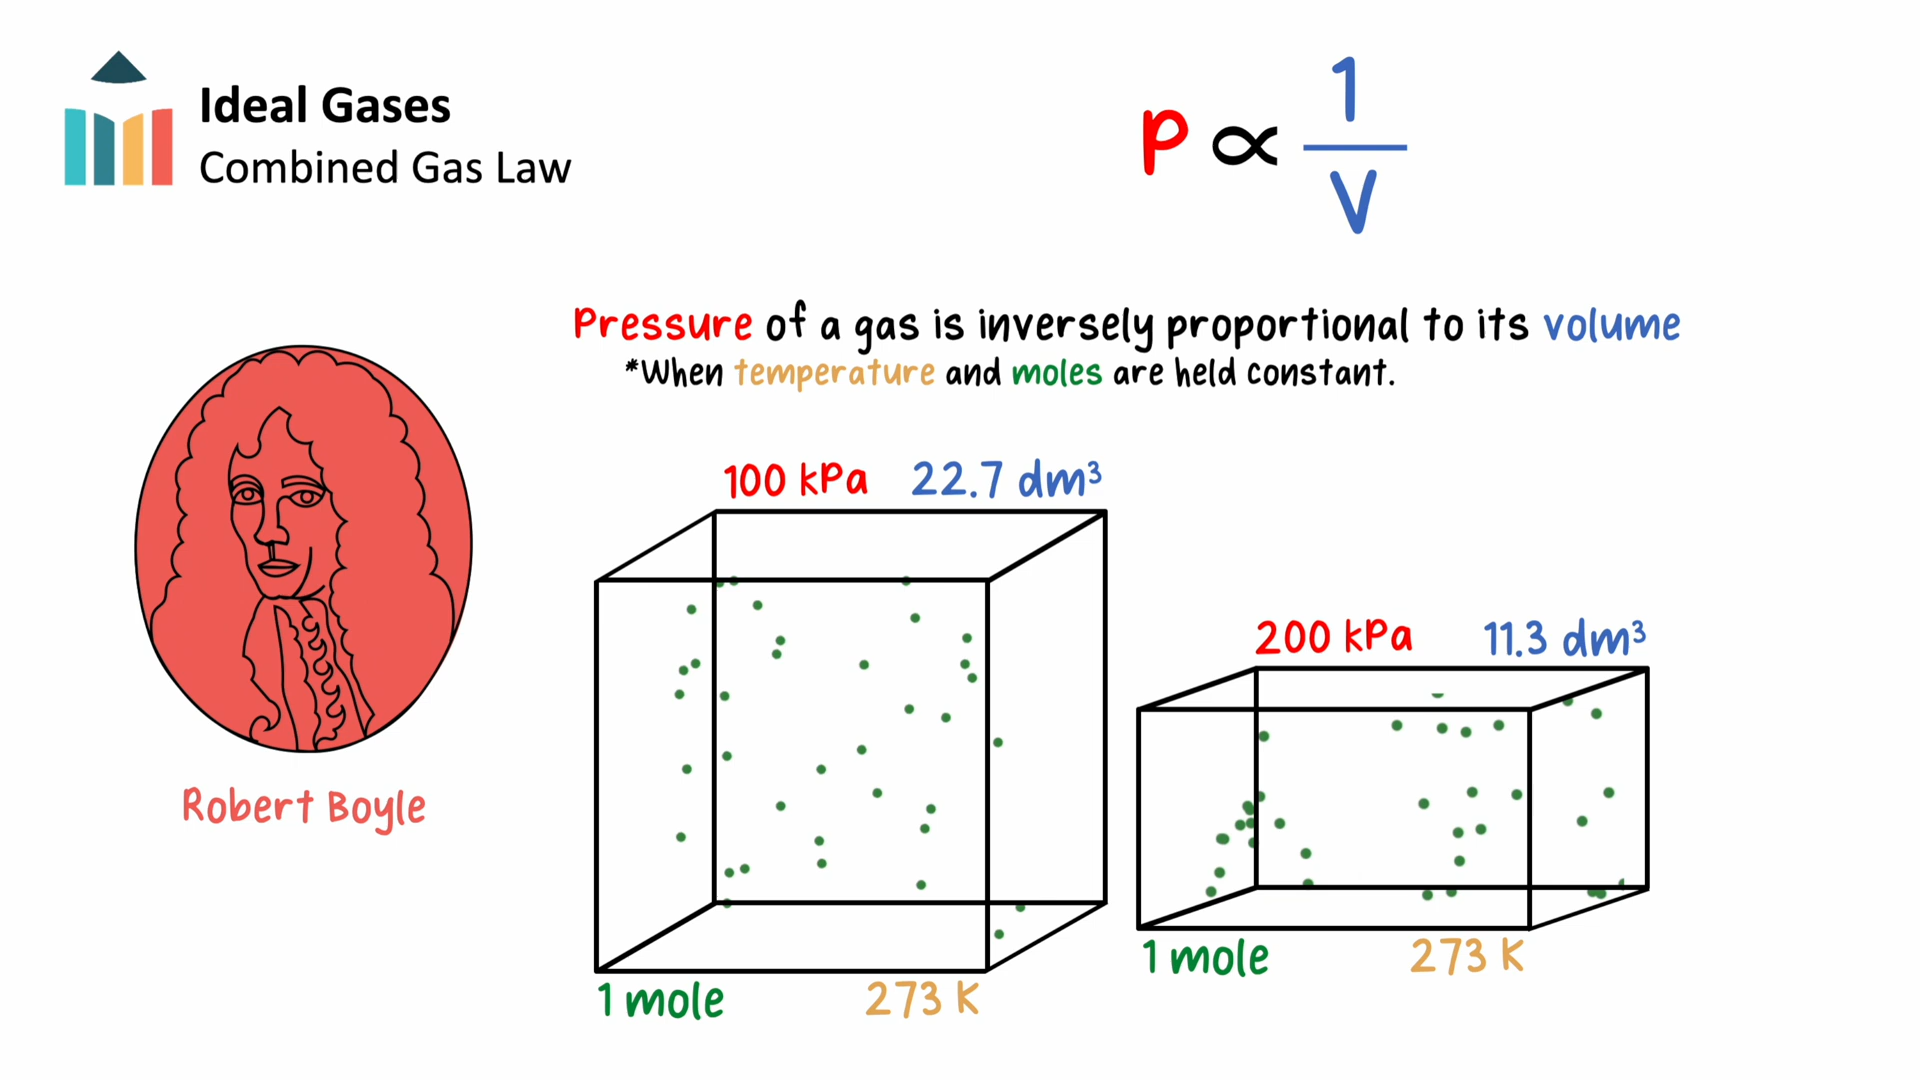 Ideal Gases
Combined Gas Law
P ∝ 1/V
Pressure of a gas is inversely proportional to its volume
*When temperature and moles are held constant.
100 kPa 22.7 dm³
200 kPa 11.3 dm³
Robert Boyle
1 mole 273 K
1 mole 273 K